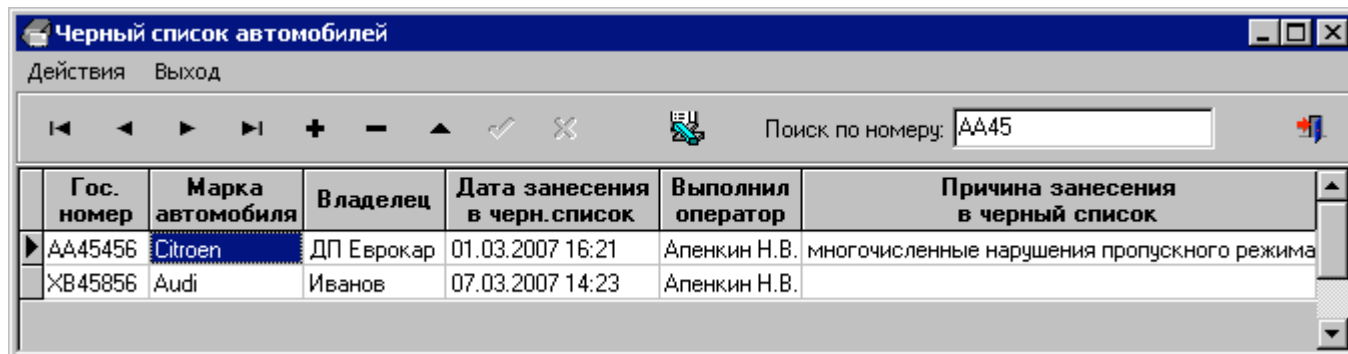 Черный список автомобилей
Действия Выход
Поиск по номеру: AA45
Гос. номер Марка автомобиля Владелец Дата занесения в черн.список Выполнил оператор Причина занесения в черный список
AA45456 Citroen ДП Еврокар 01.03.2007 16:21 Апенкин Н.В. многочисленные нарушения пропускного режима
XB45856 Audi Иванов 07.03.2007 14:23 Апенкин Н.В.